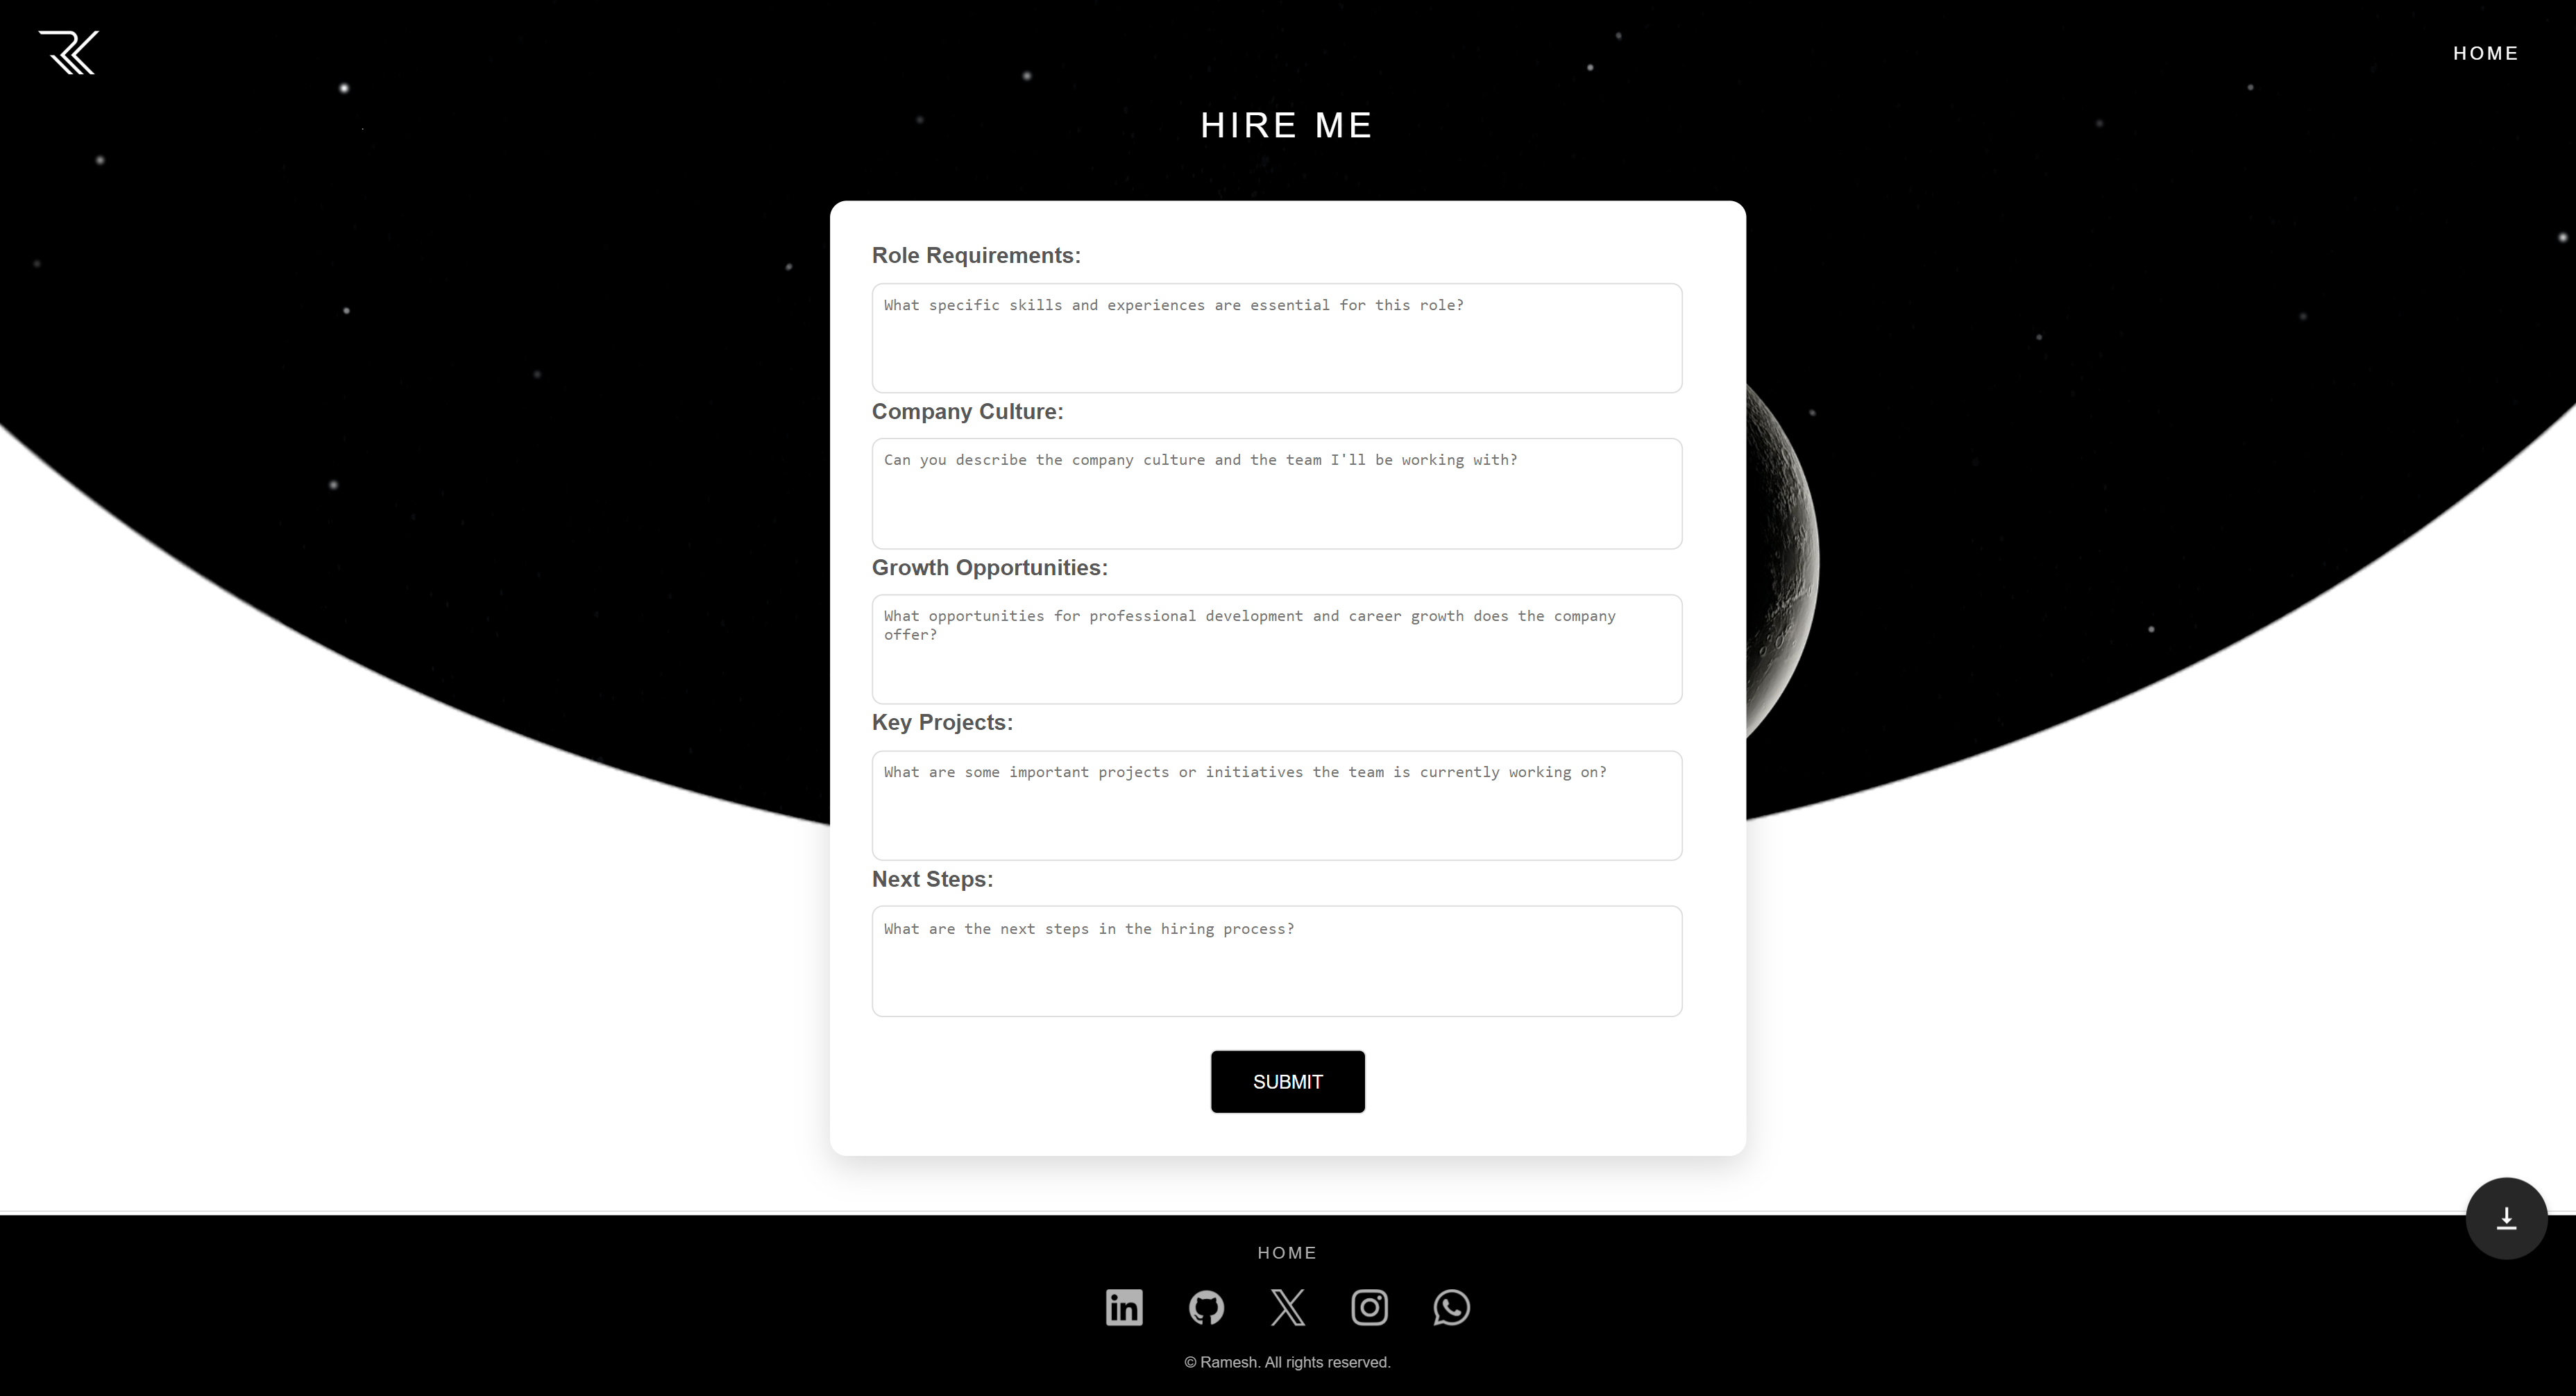 HOME
HIRE ME
Role Requirements:
What specific skills and experiences are essential for this role?
Company Culture:
Can you describe the company culture and the team I'll be working with?
Growth Opportunities:
What opportunities for professional development and career growth does the company
offer?
Key Projects:
What are some important projects or initiatives the team is currently working on?
Next Steps:
What are the next steps in the hiring process?
SUBMIT
HOME
© Ramesh. All rights reserved.